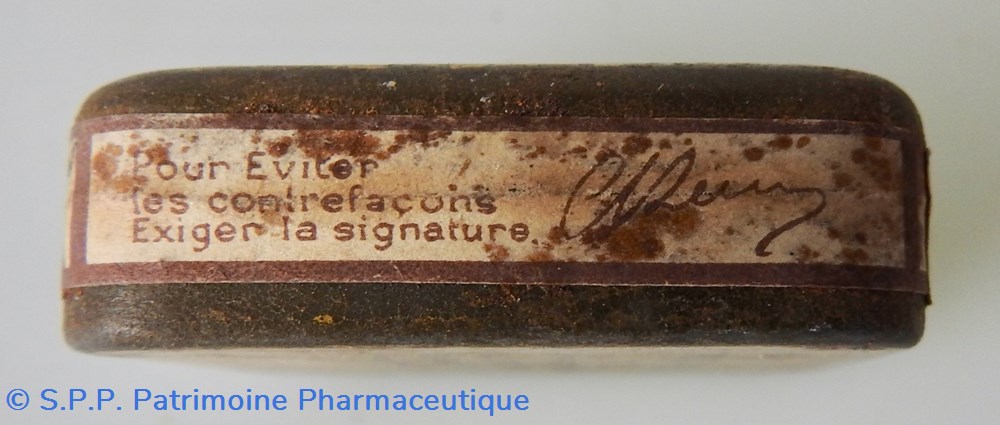 Pour Eviter
les contrefaçons
Exiger la signature.
© S.P.P. Patrimoine Pharmaceutique